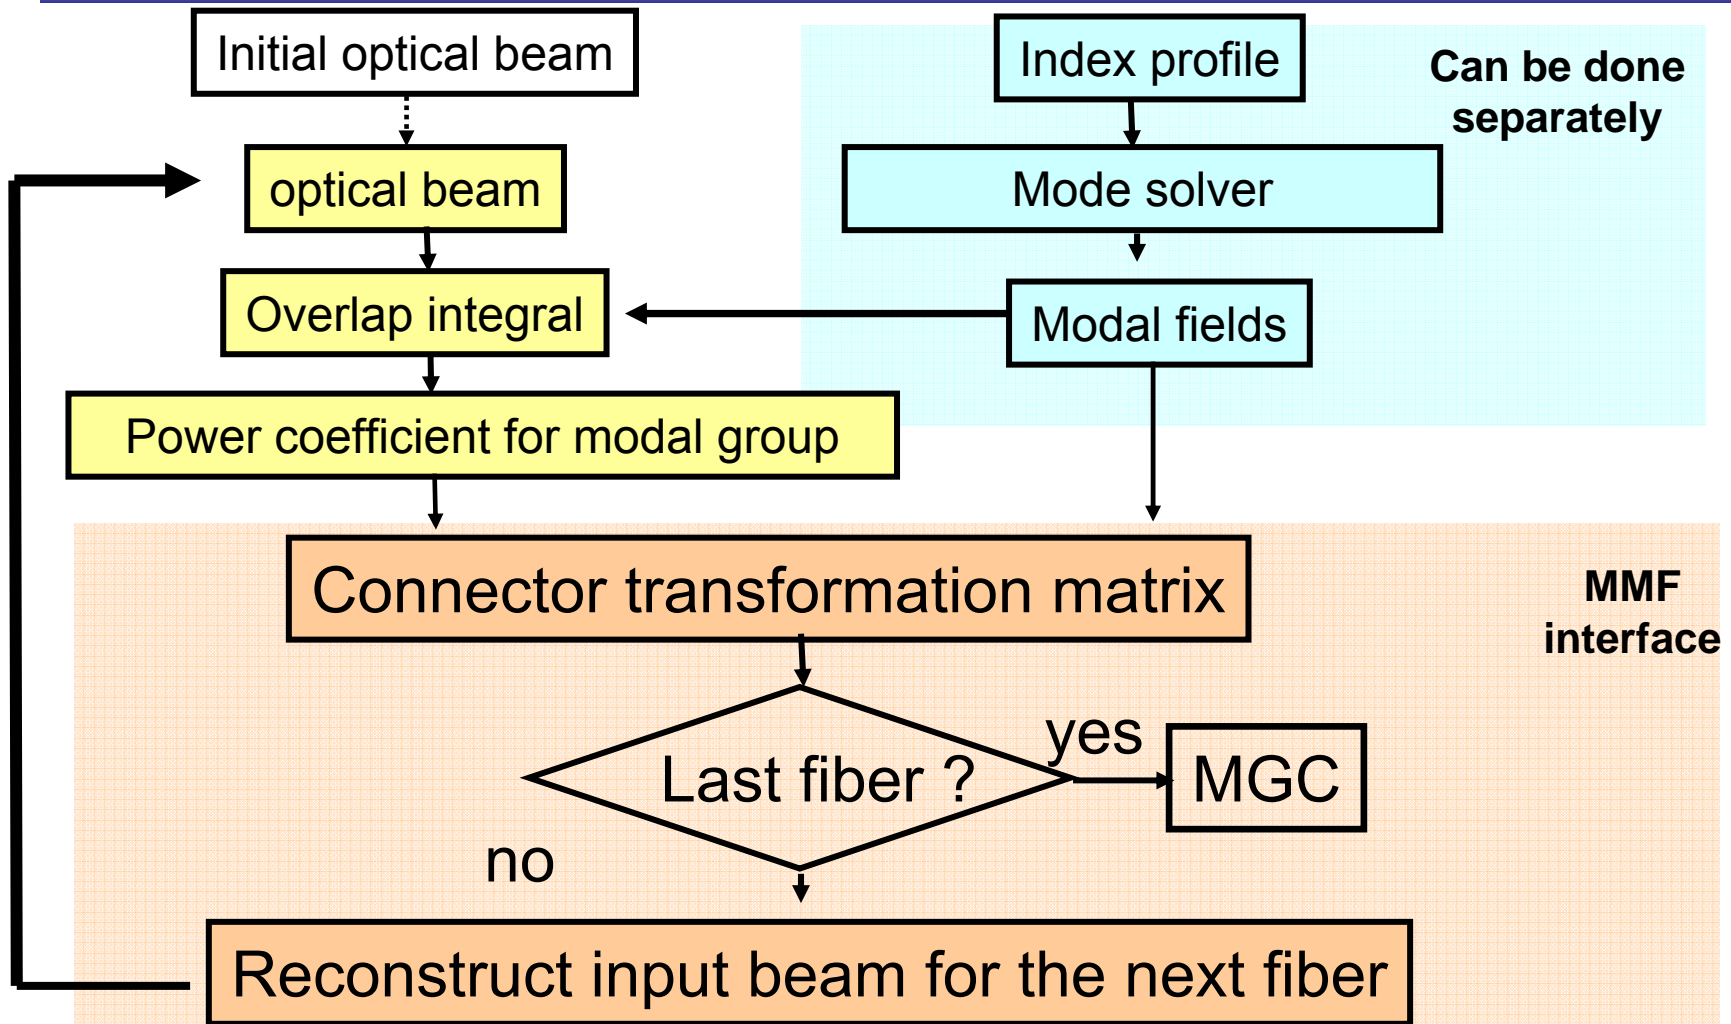 Initial optical beam
Index profile
Can be done
separately
optical beam
Mode solver
Overlap integral
Modal fields
Power coefficient for modal group
Connector transformation matrix
MMF
interface
Last fiber ?
yes
MGC
no
Reconstruct input beam for the next fiber